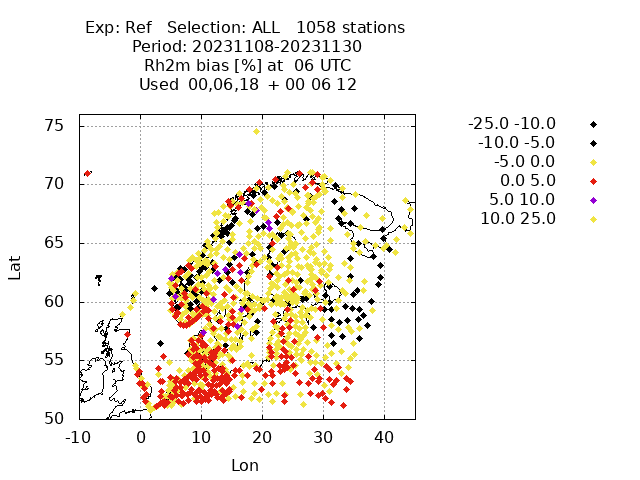 Exp: Ref   Selection: ALL   1058 stations
Period: 20231108-20231130
Rh2m bias [%] at  06 UTC
Used  00,06,18  + 00 06 12
-25.0 -10.0
-10.0 -5.0
-5.0 0.0
0.0 5.0
5.0 10.0
10.0 25.0
Lat
75
70
65
60
55
50
-10 0 10 20 30 40
Lon